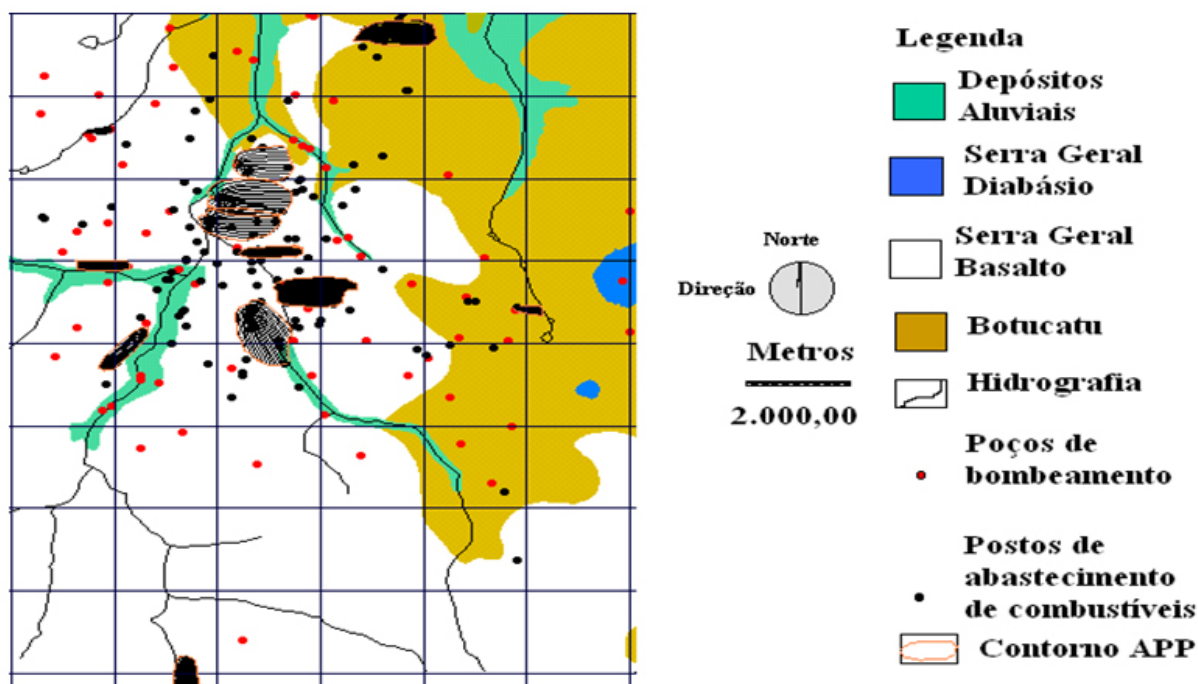 Legenda
Depósitos
Aluviais
Serra Geral
Diabásio
Serra Geral
Basalto
Botucatu
Hidrografia
Poços de
bombeamento
Postos de
abastecimento
de combustíveis
Contorno APP
Norte
Direção
Metros
2.000,00